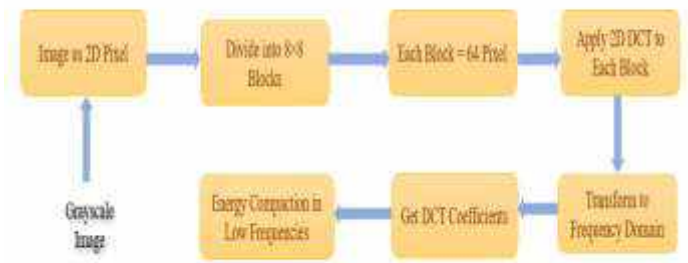 Image as 2D Pixel
Divide into 8×8
Blocks
Each Block = 64 Pixel
Apply 2D DCT to
Each Block
Transform to
Frequency Domain
Get DCT Coefficients
Energy Compaction in
Low Frequencies
Grayscale
Image